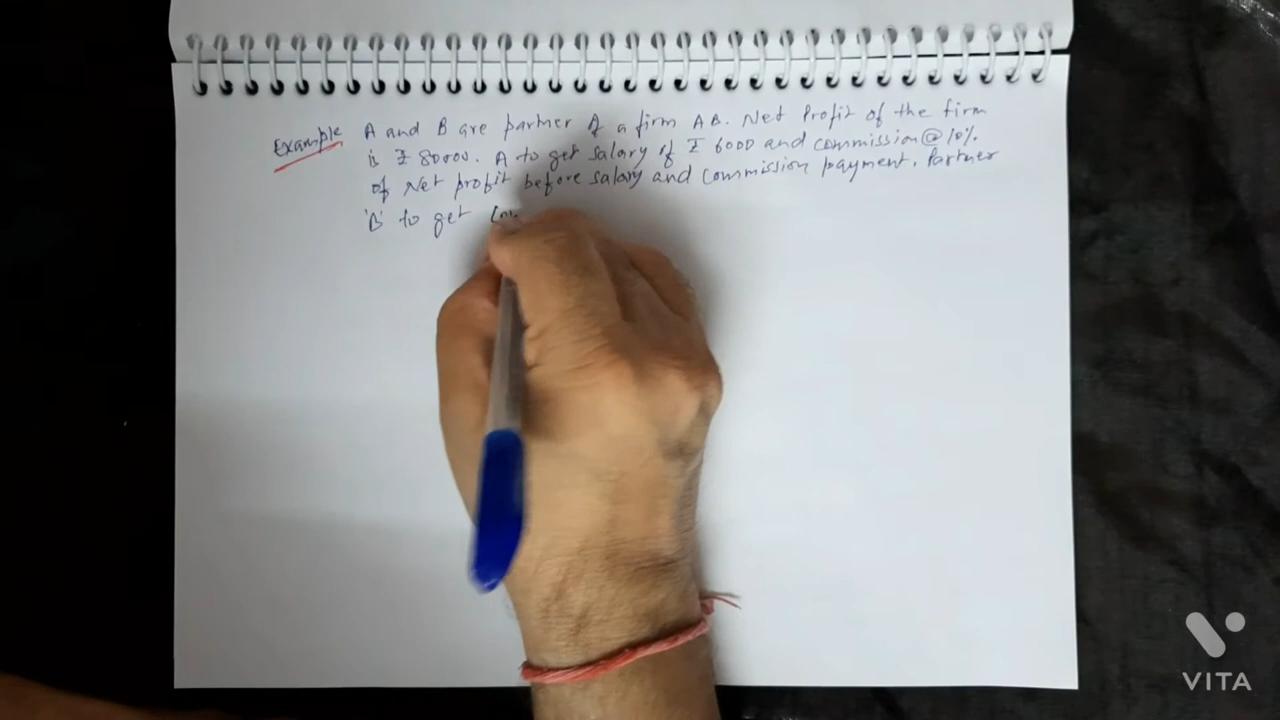 Example A and B are partner of a firm AB. Net Profit of the firm
is ₹ 80000. A to get salary of ₹ 6000 and commission @ 10%
of Net profit before salary and commission payment. Partner
'B' to get
VITA